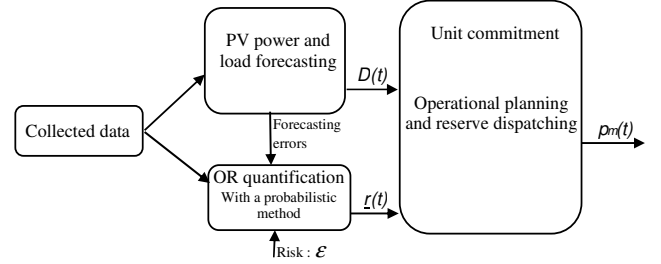 PV power and
load forecasting
Unit commitment
D(t)
Collected data
Operational planning
and reserve dispatching
Forecasting
errors
pm(t)
OR quantification
With a probabilistic
method
r(t)
Risk : ε